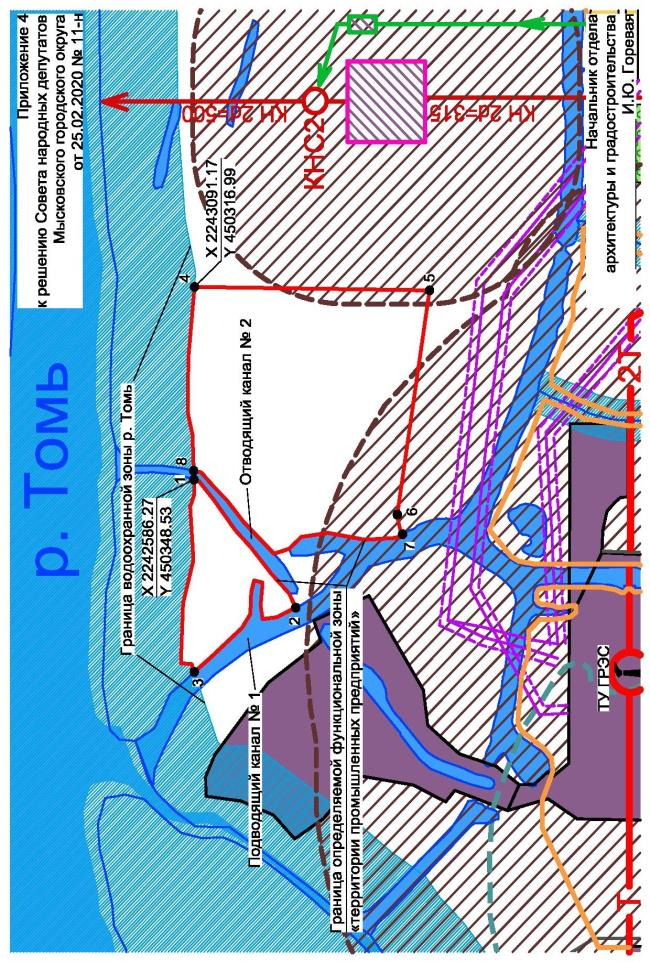 Приложение 4
к решению Совета народных депутатов
Мысковского городского округа
от 25.02.2020 № 11-н
р. Томь
Граница водоохранной зоны р. Томь
X 2242586.27
Y 450348.53
X 2243091.17
Y 450316.99
1
8
4
3
2
5
6
7
Отводящий канал № 2
Подводящий канал № 1
Граница определяемой функциональной зоны
«территории промышленных предприятий»
КН 2d=500
КНС2
КН 2d=315
Начальник отдела
архитектуры и градостроительства
И.Ю. Горевая
ТУ ГРЭС
Т
2Т